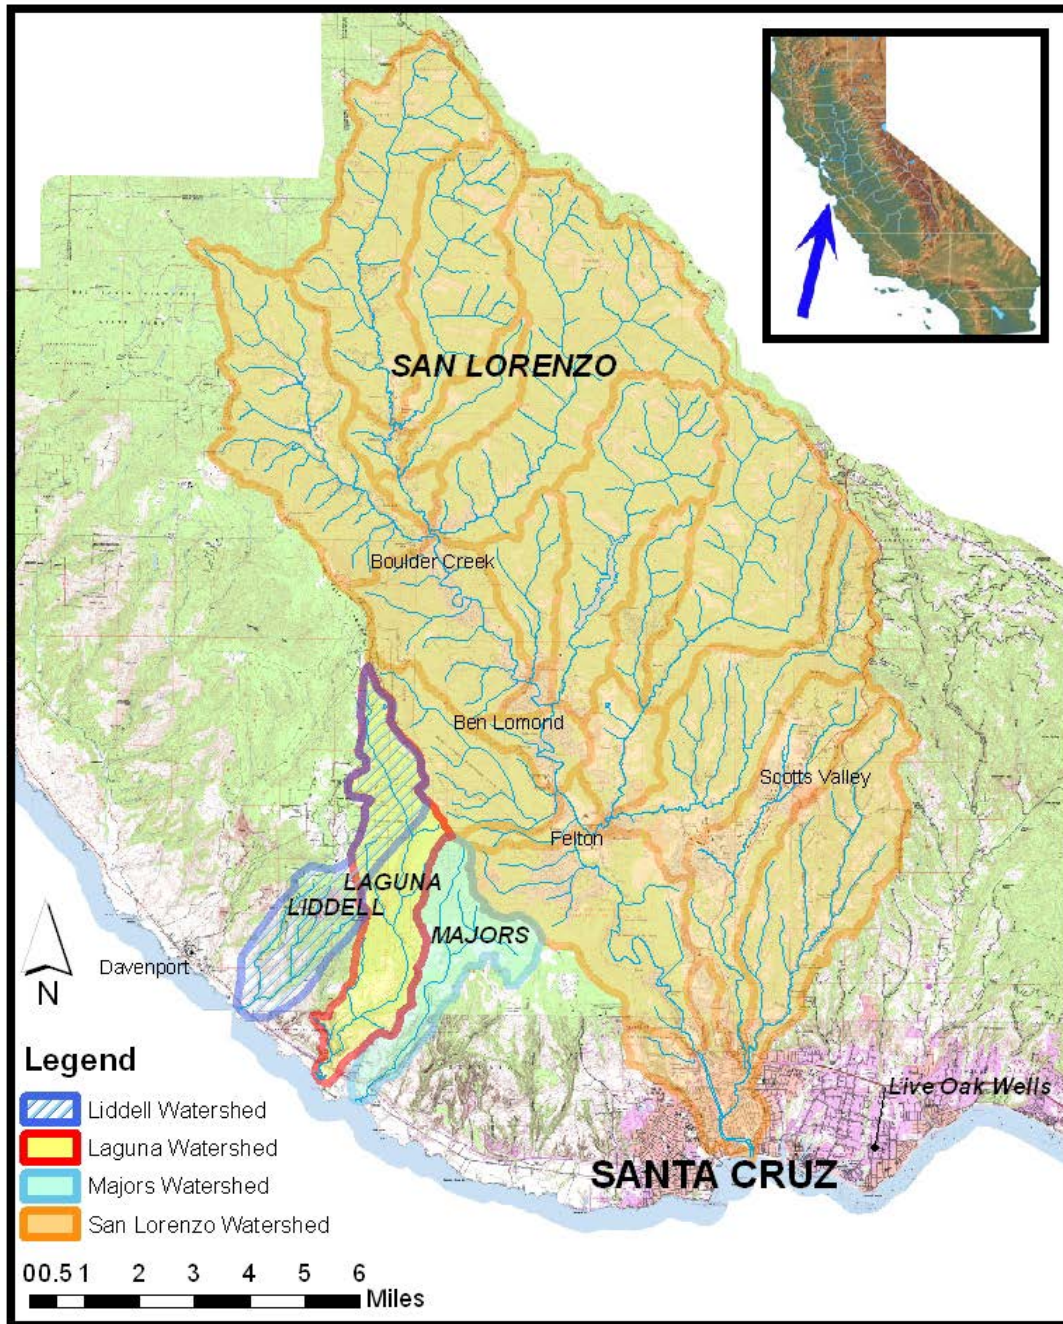 SAN LORENZO
Boulder Creek
Ben Lomond
Scotts Valley
Felton
LAGUNA
LIDDELL
MAJORS
Davenport
N
Live Oak Wells
SANTA CRUZ
Legend
Liddell Watershed
Laguna Watershed
Majors Watershed
San Lorenzo Watershed
0 0.5 1 2 3 4 5 6
Miles